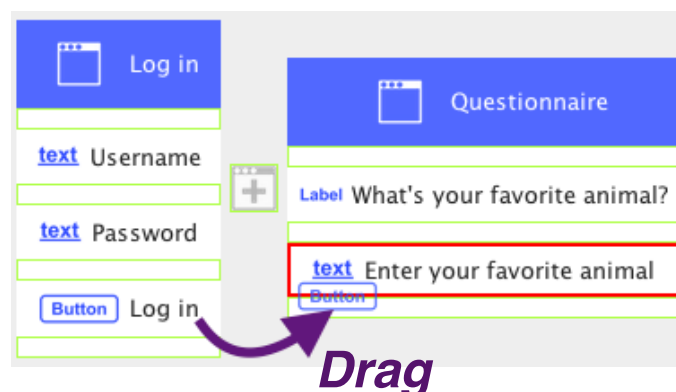 Log in
text Username
text Password
Button Log in
Questionnaire
Label What's your favorite animal?
text Enter your favorite animal
Button
Drag